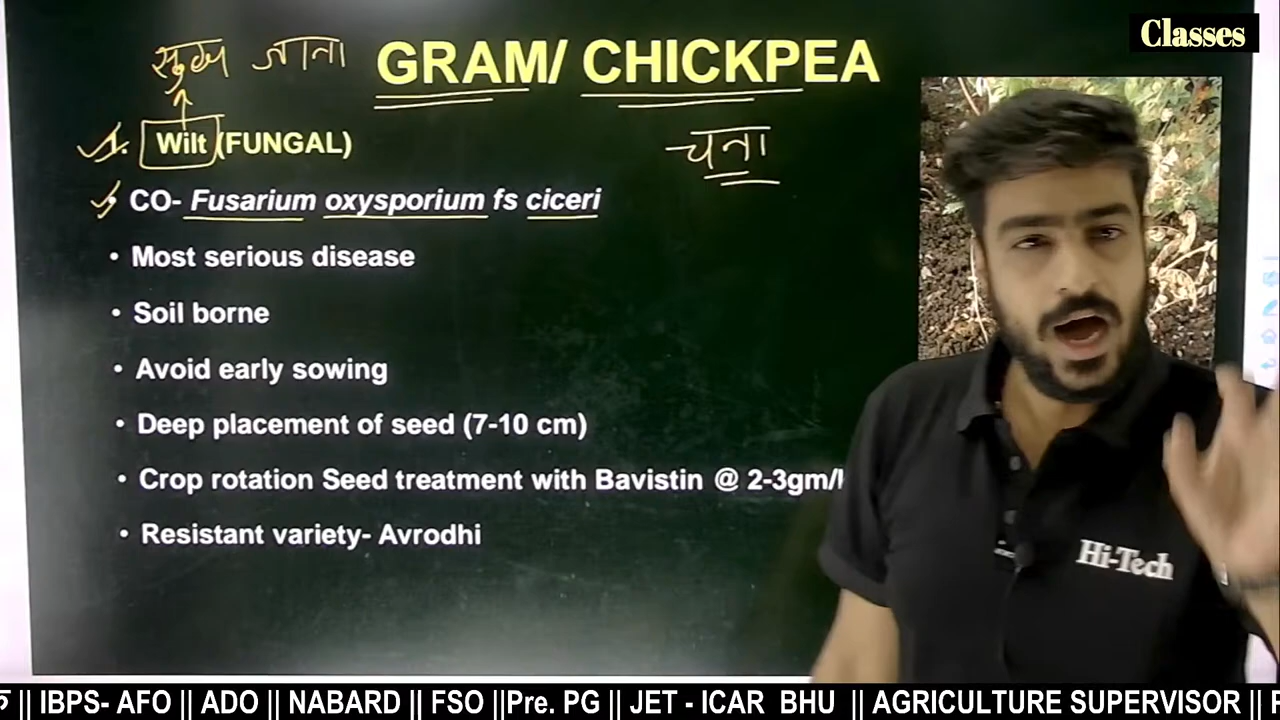 Classes
सुख जाना
GRAM/ CHICKPEA
चना
1. Wilt (FUNGAL)
• CO- Fusarium oxysporium fs ciceri
• Most serious disease
• Soil borne
• Avoid early sowing
• Deep placement of seed (7-10 cm)
• Crop rotation Seed treatment with Bavistin @ 2-3gm/
• Resistant variety- Avrodhi
Hi-Tech
|| IBPS- AFO || ADO || NABARD || FSO ||Pre. PG || JET - ICAR BHU || AGRICULTURE SUPERVISOR ||